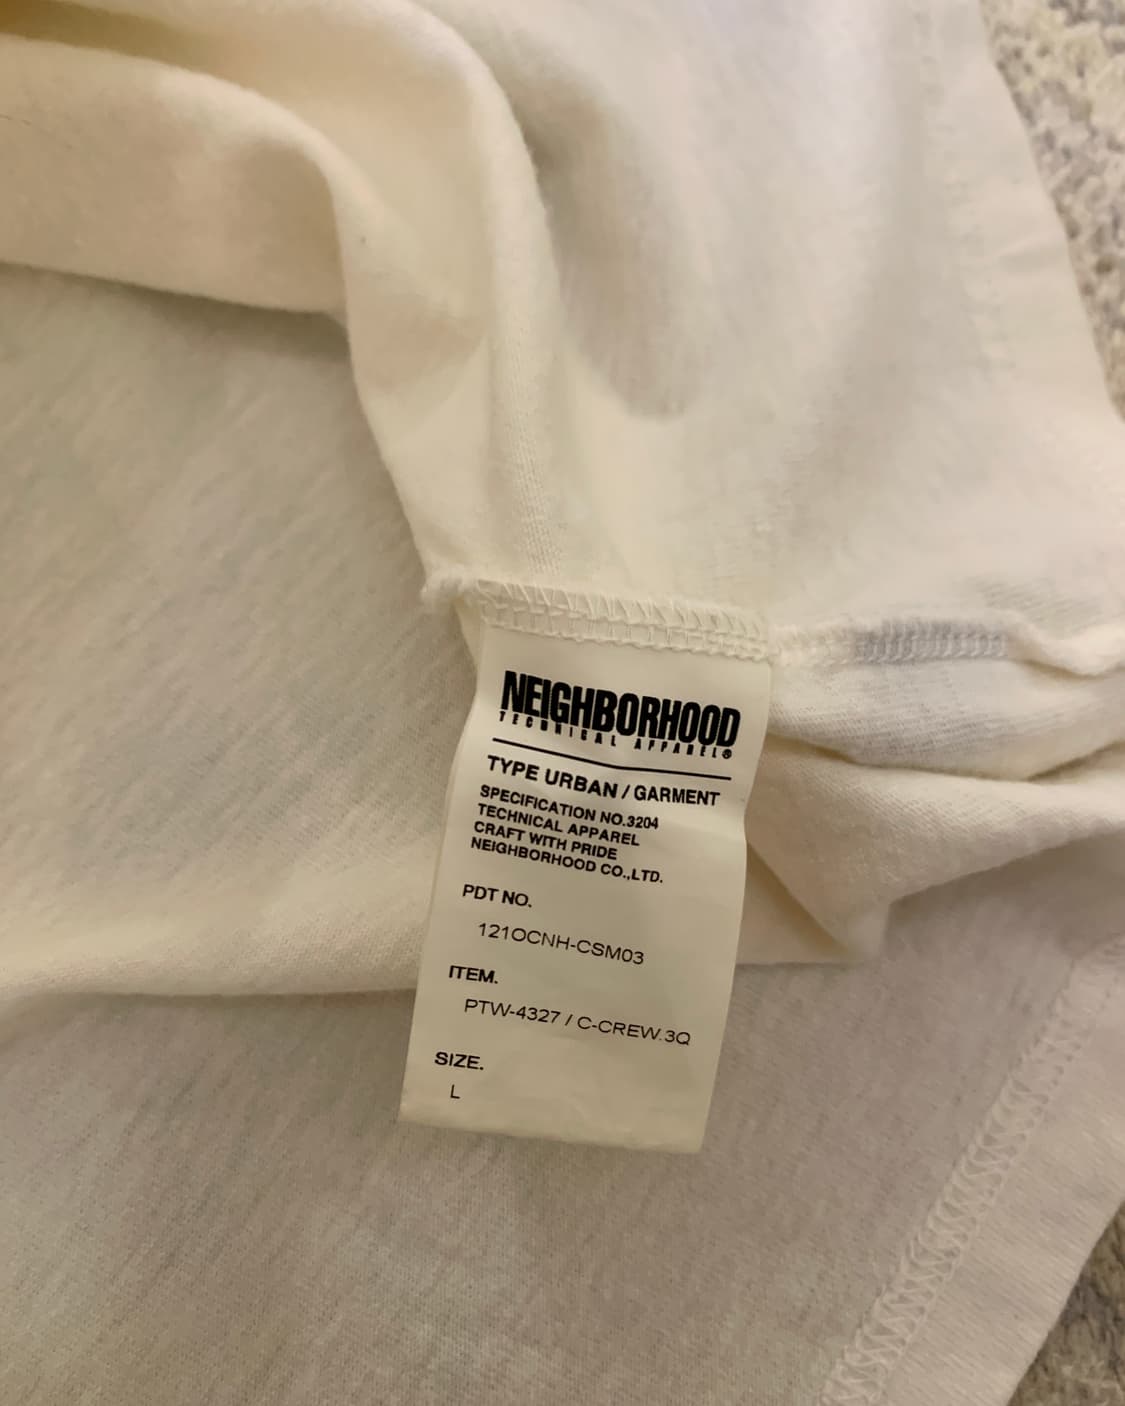 NEIGHBORHOOD
TECHNICAL APPAREL®
TYPE URBAN / GARMENT
SPECIFICATION NO.3204
TECHNICAL APPAREL
CRAFT WITH PRIDE
NEIGHBORHOOD CO.,LTD.
PDT NO.
121OCNH-CSM03
ITEM.
PTW-4327 / C-CREW.3Q
SIZE.
L